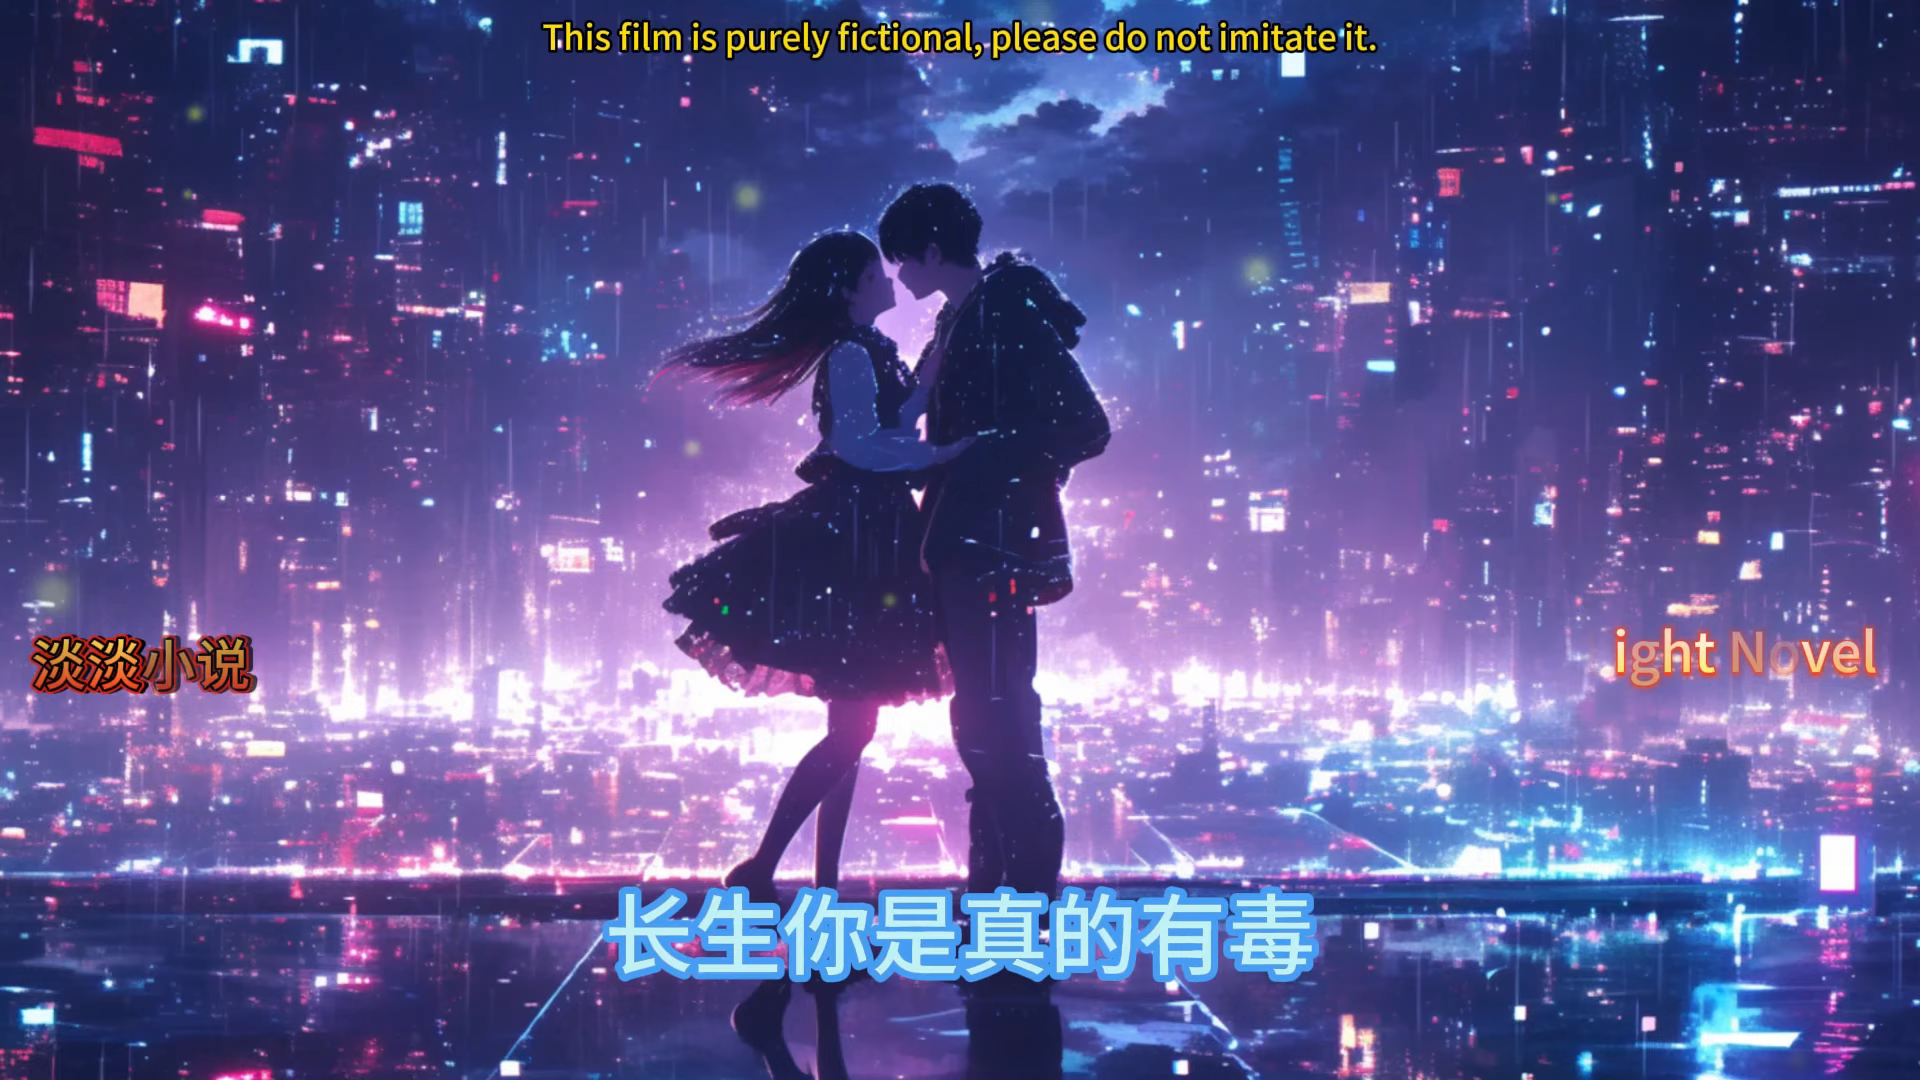 This film is purely fictional, please do not imitate it.
淡淡小说
ight Novel
长生你是真的有毒